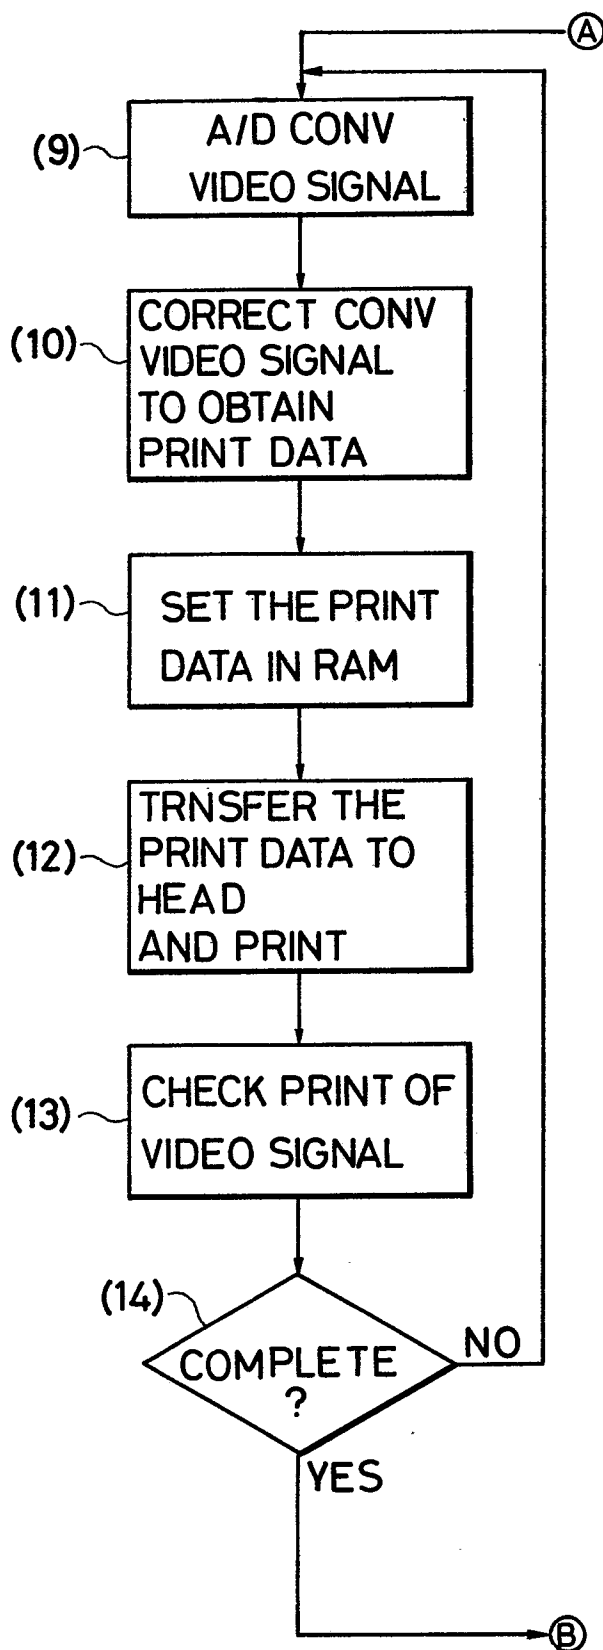 A
(9)
A/D CONV
VIDEO SIGNAL
(10)
CORRECT CONV
VIDEO SIGNAL
TO OBTAIN
PRINT DATA
(11)
SET THE PRINT
DATA IN RAM
(12)
TRNSFER THE
PRINT DATA TO
HEAD
AND PRINT
(13)
CHECK PRINT OF
VIDEO SIGNAL
(14)
COMPLETE
?
NO
YES
B